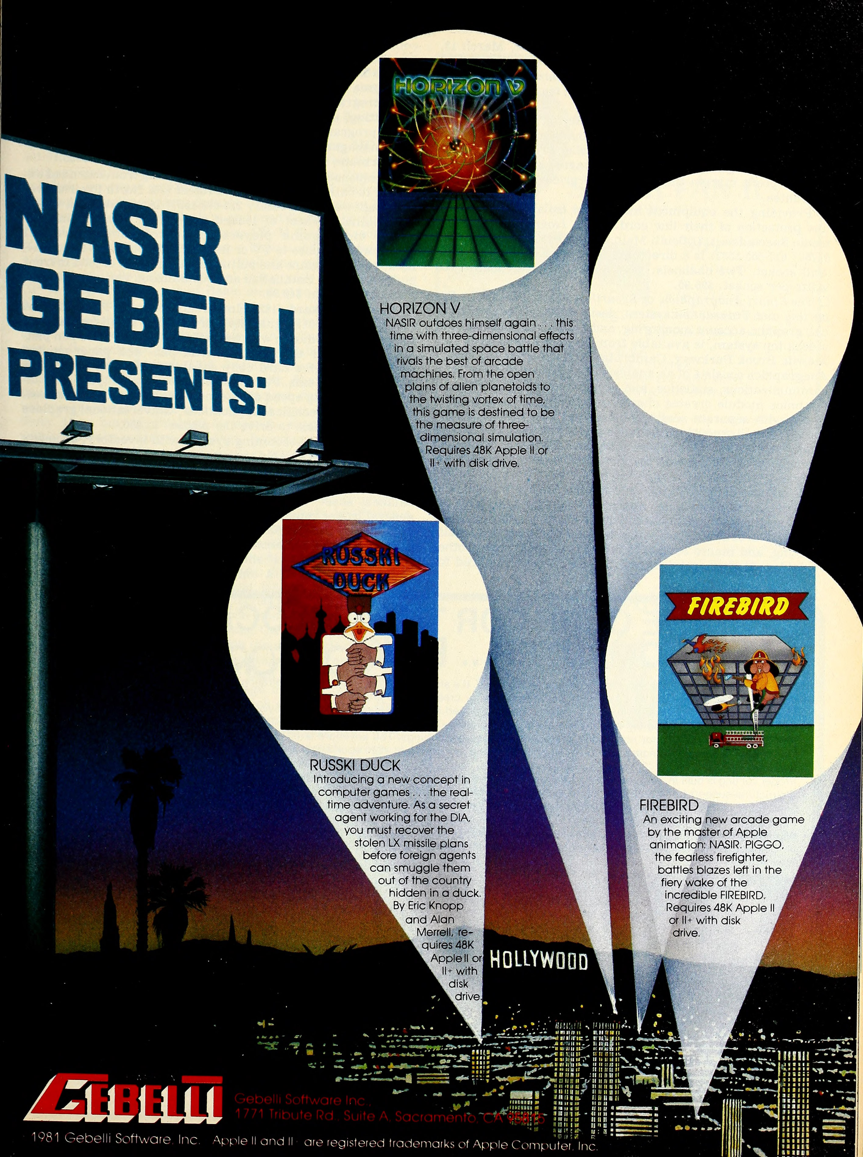 NASIR
GEBELLI
PRESENTS:
HORIZON V
HORIZON V
NASIR outdoes himself again . . . this
time with three-dimensional effects
in a simulated space battle that
rivals the best of arcade
machines. From the open
plains of alien planetoids to
the twisting vortex of time,
this game is destined to be
the measure of three-
dimensional simulation.
Requires 48K Apple II or
II+ with disk drive.
RUSSKI
DUCK
RUSSKI DUCK
Introducing a new concept in
computer games . . . the real-
time adventure. As a secret
agent working for the DIA,
you must recover the
stolen LX missile plans
before foreign agents
can smuggle them
out of the country
hidden in a duck.
By Eric Knopp
and Alan
Merrell, re-
quires 48K
Apple II or
II+ with
disk
drive.
FIREBIRD
FIREBIRD
An exciting new arcade game
by the master of Apple
animation: NASIR. PIGGO,
the fearless firefighter,
battles blazes left in the
fiery wake of the
incredible FIREBIRD.
Requires 48K Apple II
or II+ with disk
drive.
HOLLYWOOD
GEBELLI
Gebelli Software Inc.,
1771 Tribute Rd. Suite A, Sacramento, CA
1981 Gebelli Software, Inc. Apple II and II+ are registered trademarks of Apple Computer, Inc.